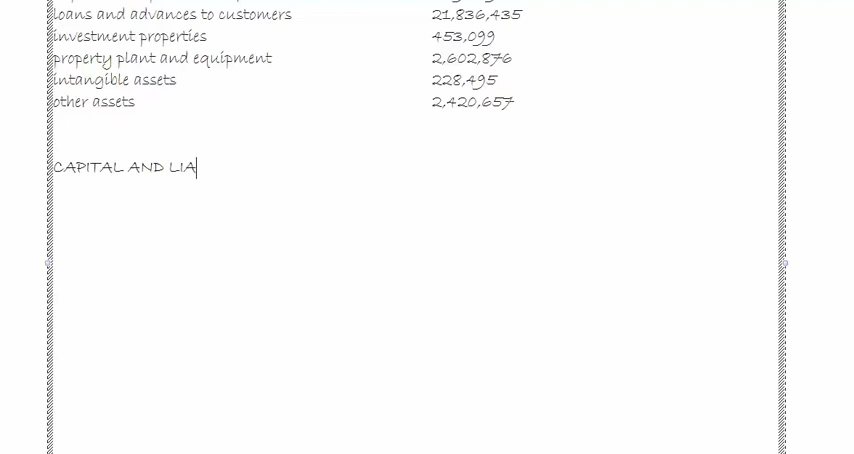 loans and advances to customers 21,836,435
investment properties 453,099
property plant and equipment 2,602,876
intangible assets 228,495
other assets 2,420,657
CAPITAL AND LIA